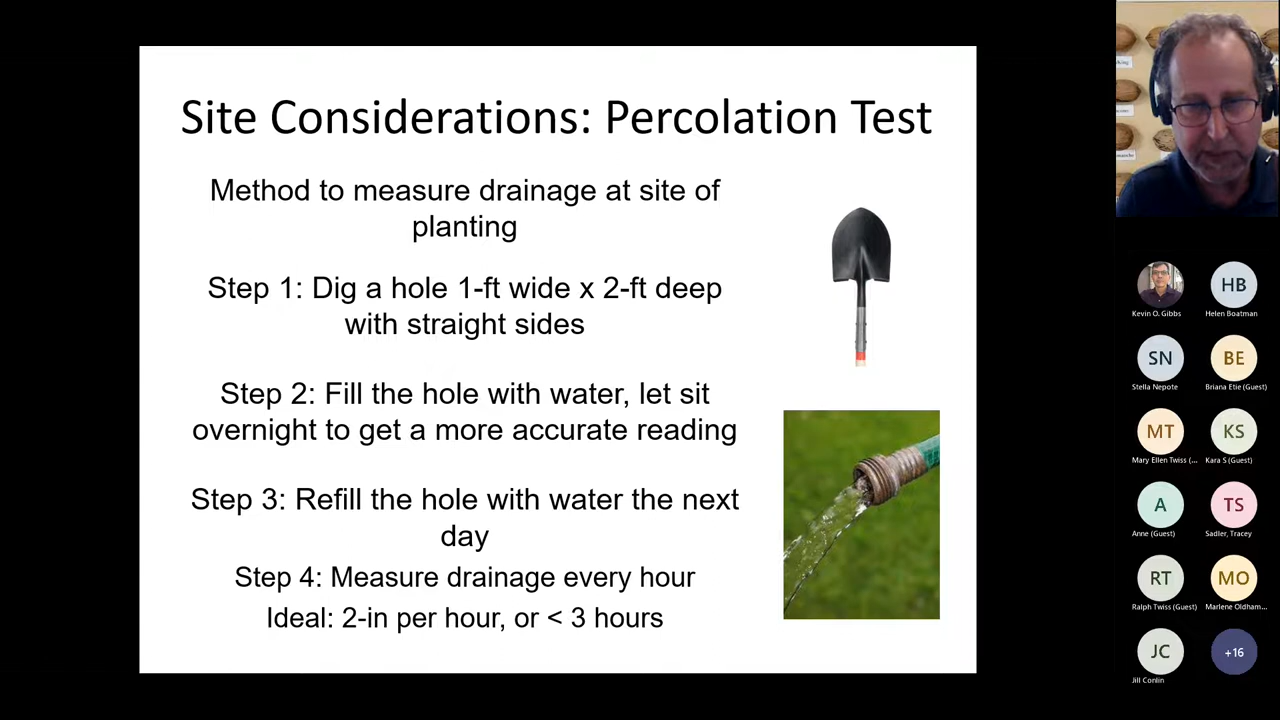 Site Considerations: Percolation Test
Method to measure drainage at site of
planting
Step 1: Dig a hole 1-ft wide x 2-ft deep
with straight sides
Step 2: Fill the hole with water, let sit
overnight to get a more accurate reading
Step 3: Refill the hole with water the next
day
Step 4: Measure drainage every hour
Ideal: 2-in per hour, or < 3 hours
Kevin O. Gibbs
HB
Helen Boatman
SN
Stella Nepote
BE
Briana Etie (Guest)
MT
Mary Ellen Twiss (...
KS
Kara S (Guest)
A
Anne (Guest)
TS
Sadler, Tracey
RT
Ralph Twiss (Guest)
MO
Marlene Oldham...
JC
Jill Conlin
+16